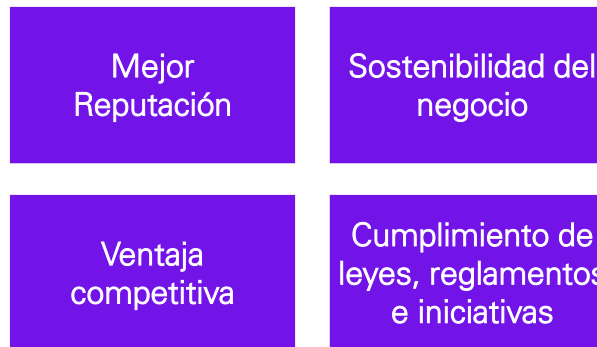 Mejor
Reputación
Sostenibilidad del
negocio
Ventaja
competitiva
Cumplimiento de
leyes, reglamentos
e iniciativas